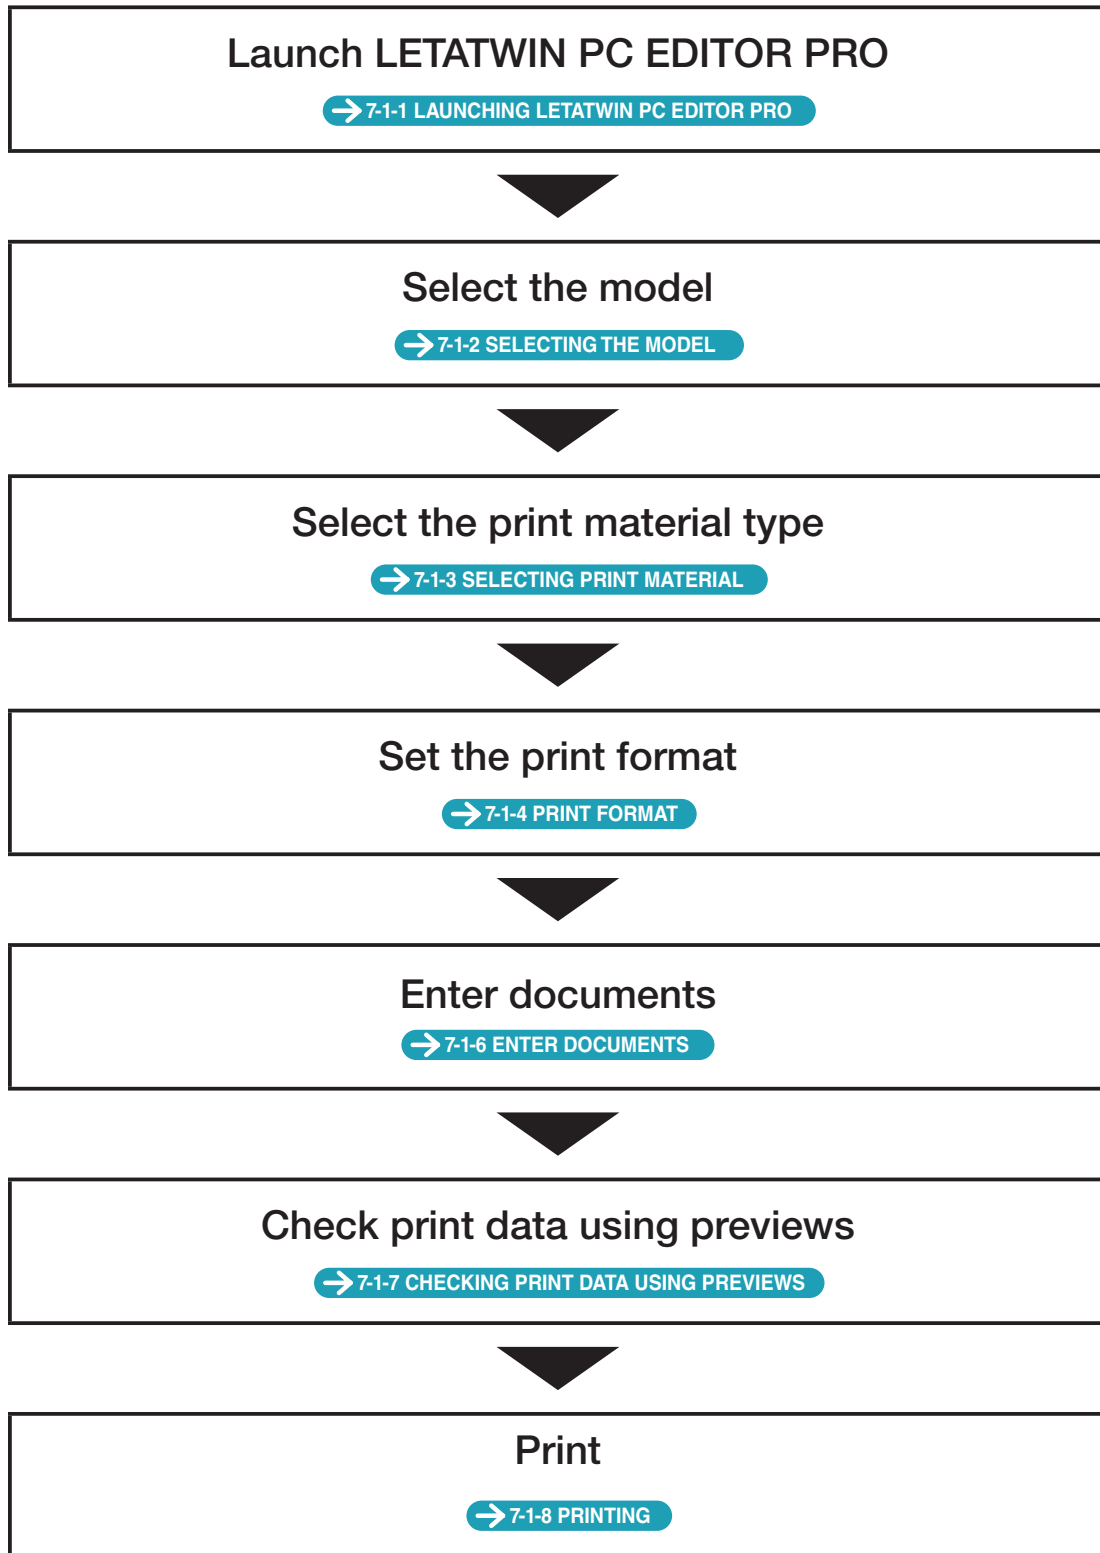 Launch LETATWIN PC EDITOR PRO
7-1-1 LAUNCHING LETATWIN PC EDITOR PRO
Select the model
7-1-2 SELECTING THE MODEL
Select the print material type
7-1-3 SELECTING PRINT MATERIAL
Set the print format
7-1-4 PRINT FORMAT
Enter documents
7-1-6 ENTER DOCUMENTS
Check print data using previews
7-1-7 CHECKING PRINT DATA USING PREVIEWS
Print
7-1-8 PRINTING